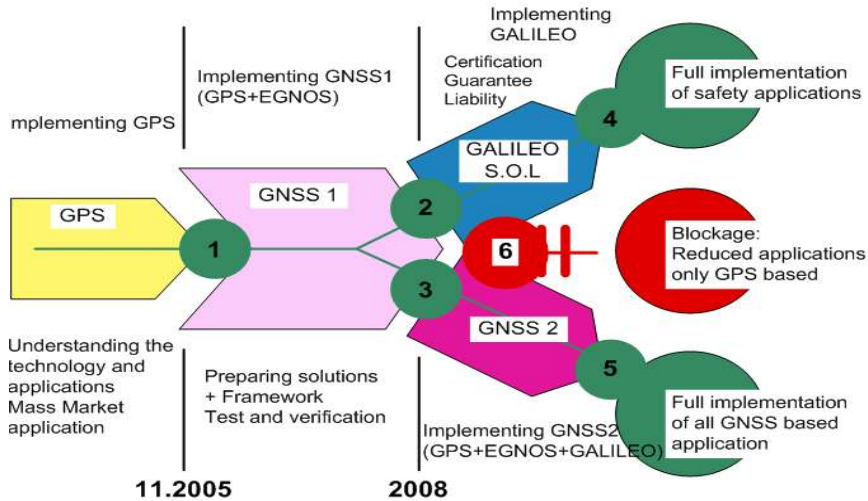 Implementing
GALILEO
Implementing GNSS1
(GPS+EGNOS)
Certification
Guarantee
Liability
Full implementation
of safety applications
mplementing GPS
4
GALILEO
S.O.L
GNSS 1
GPS
2
1
6
Blockage:
Reduced applications
only GPS based
3
GNSS 2
5
Understanding the
technology and
applications
Mass Market
application
Preparing solutions
+ Framework
Test and verification
Implementing GNSS2
(GPS+EGNOS+GALILEO)
Full implementation
of all GNSS based
application
11.2005
2008